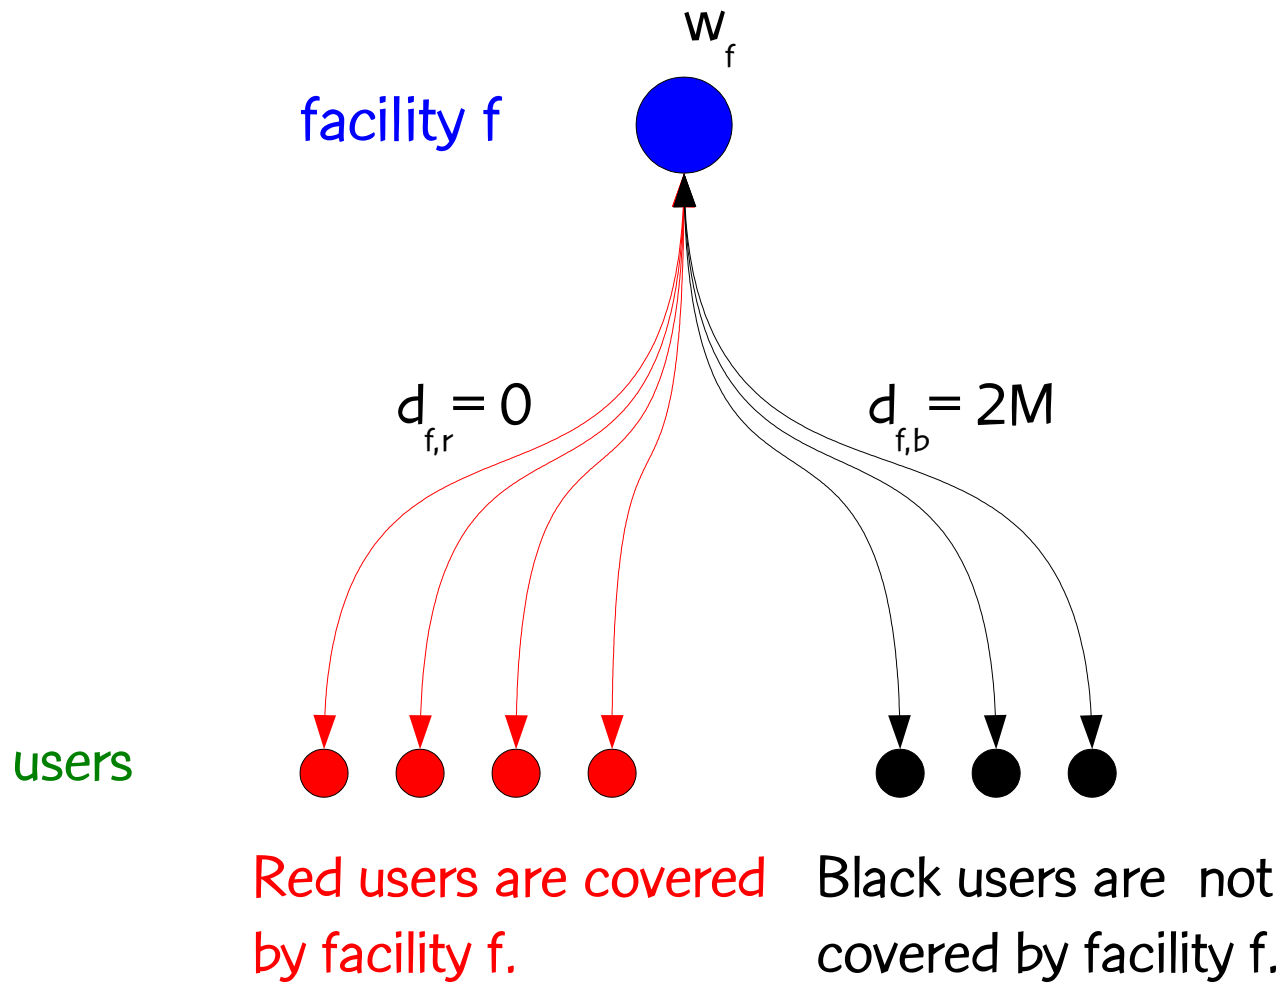 w_f
facility f
d_f,r = 0
d_f,b = 2M
users
Red users are covered
by facility f.
Black users are not
covered by facility f.